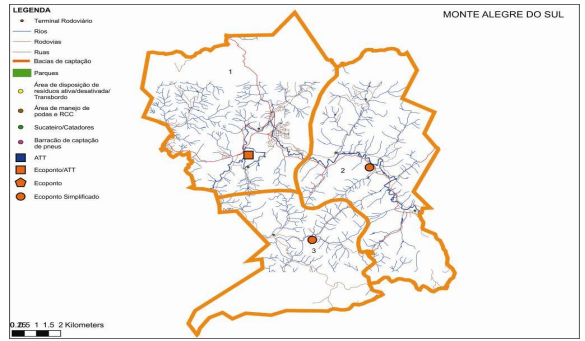 LEGENDA
MONTE ALEGRE DO SUL
Terminal Rodoviário
Rios
Rodovias
Ruas
Bacias de captação
Parques
Área de disposição de
resíduos ativa/desativada/
Transbordo
Área de manejo de
podas e RCC
Sucateiro/Catadores
Barracão de captação
de pneus
ATT
Ecoponto/ATT
Ecoponto
Ecoponto Simplificado
1
2
3
0.25 1 1.5 2 Kilometers